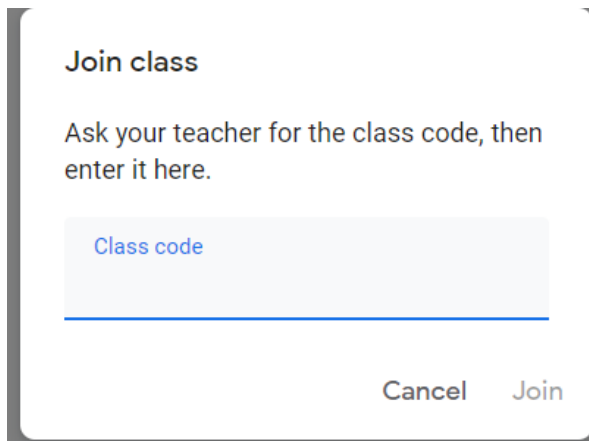 Join class
Ask your teacher for the class code, then
enter it here.
Class code
Cancel Join